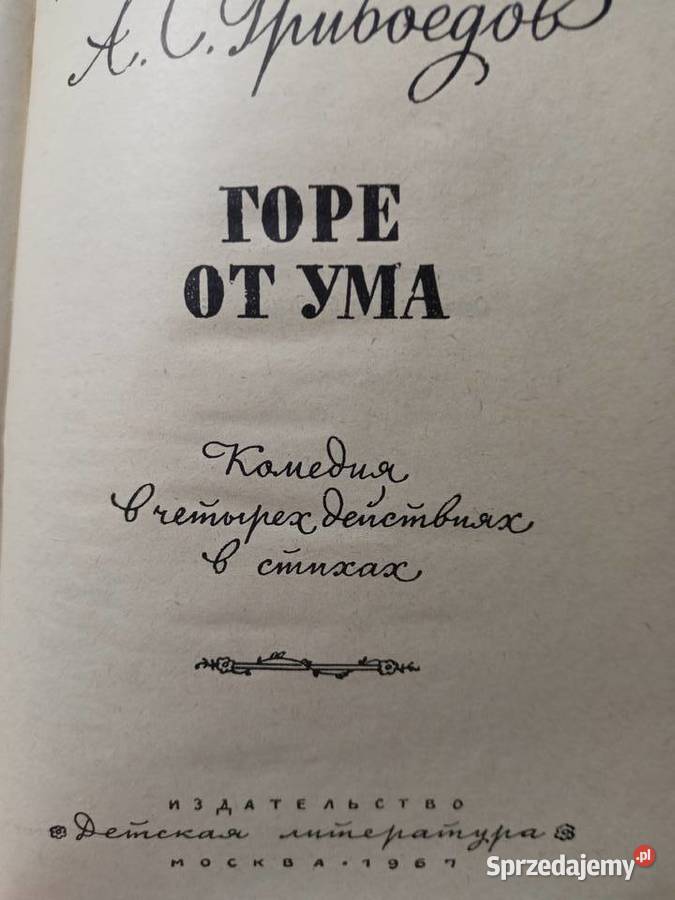 А. С. Грибоедов
ГОРЕ
ОТ УМА
Комедия
в четырех действиях
в стихах
ИЗДАТЕЛЬСТВО
Детская литература
МОСКВА · 1967
Sprzedajemy.pl